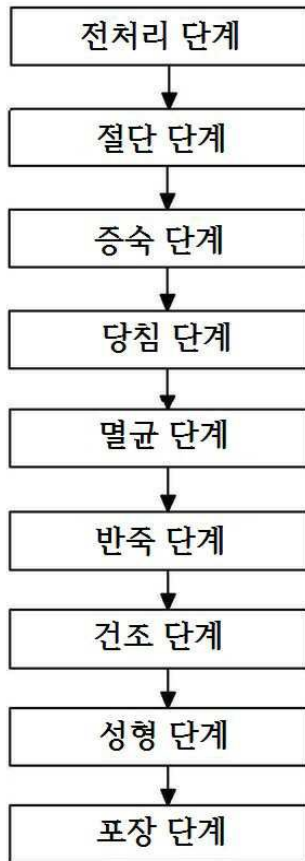 전처리 단계
절단 단계
증숙 단계
당침 단계
멸균 단계
반죽 단계
건조 단계
성형 단계
포장 단계